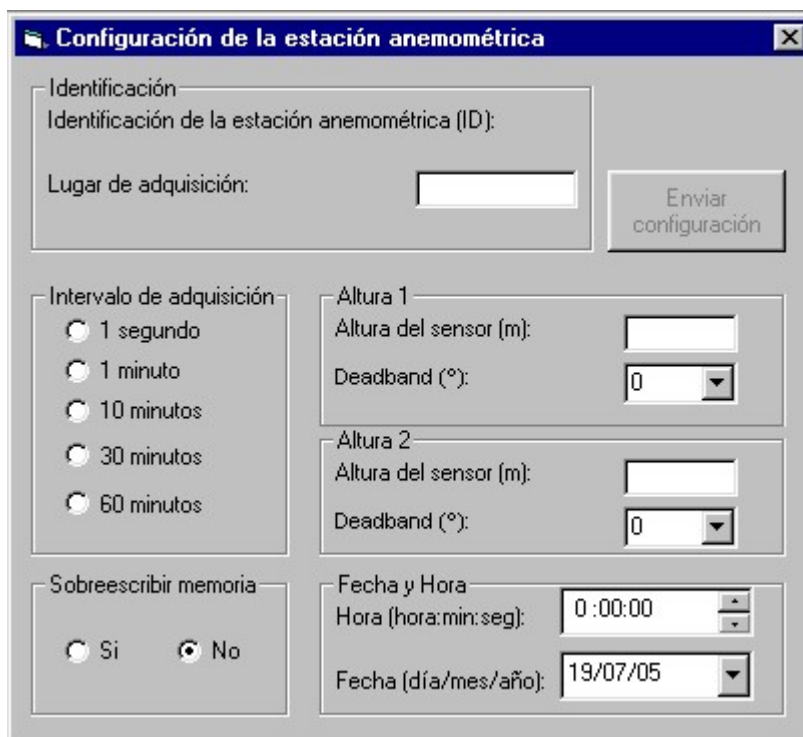 Configuración de la estación anemométrica
Identificación
Identificación de la estación anemométrica (ID):
Lugar de adquisición:
Enviar
configuración
Intervalo de adquisición
1 segundo
1 minuto
10 minutos
30 minutos
60 minutos
Altura 1
Altura del sensor (m):
Deadband (°):
0
Altura 2
Altura del sensor (m):
Deadband (°):
0
Sobreescribir memoria
Si
No
Fecha y Hora
Hora (hora:min:seg):
0 :00:00
Fecha (día/mes/año):
19/07/05